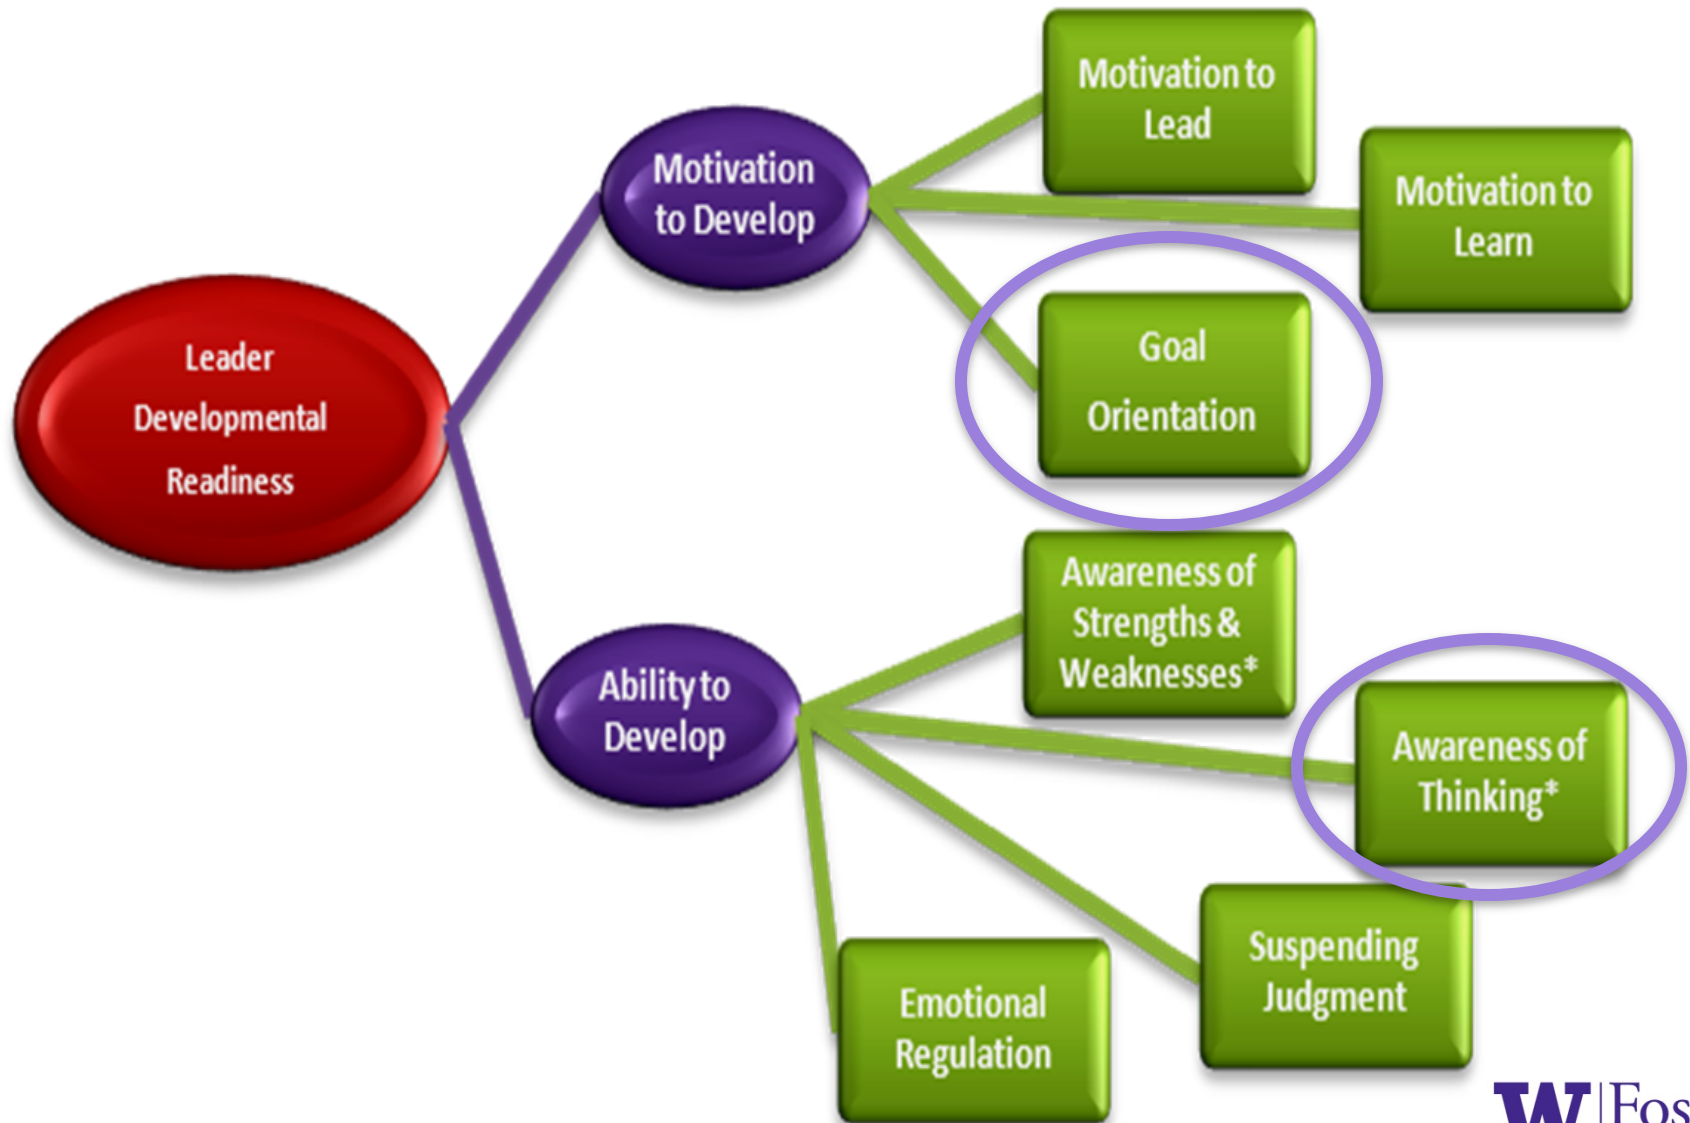 Motivation to
Lead
Motivation
to Develop
Motivation to
Learn
Goal
Orientation
Leader
Developmental
Readiness
Awareness of
Strengths &
Weaknesses*
Ability to
Develop
Awareness of
Thinking*
Suspending
Judgment
Emotional
Regulation
W | Fos